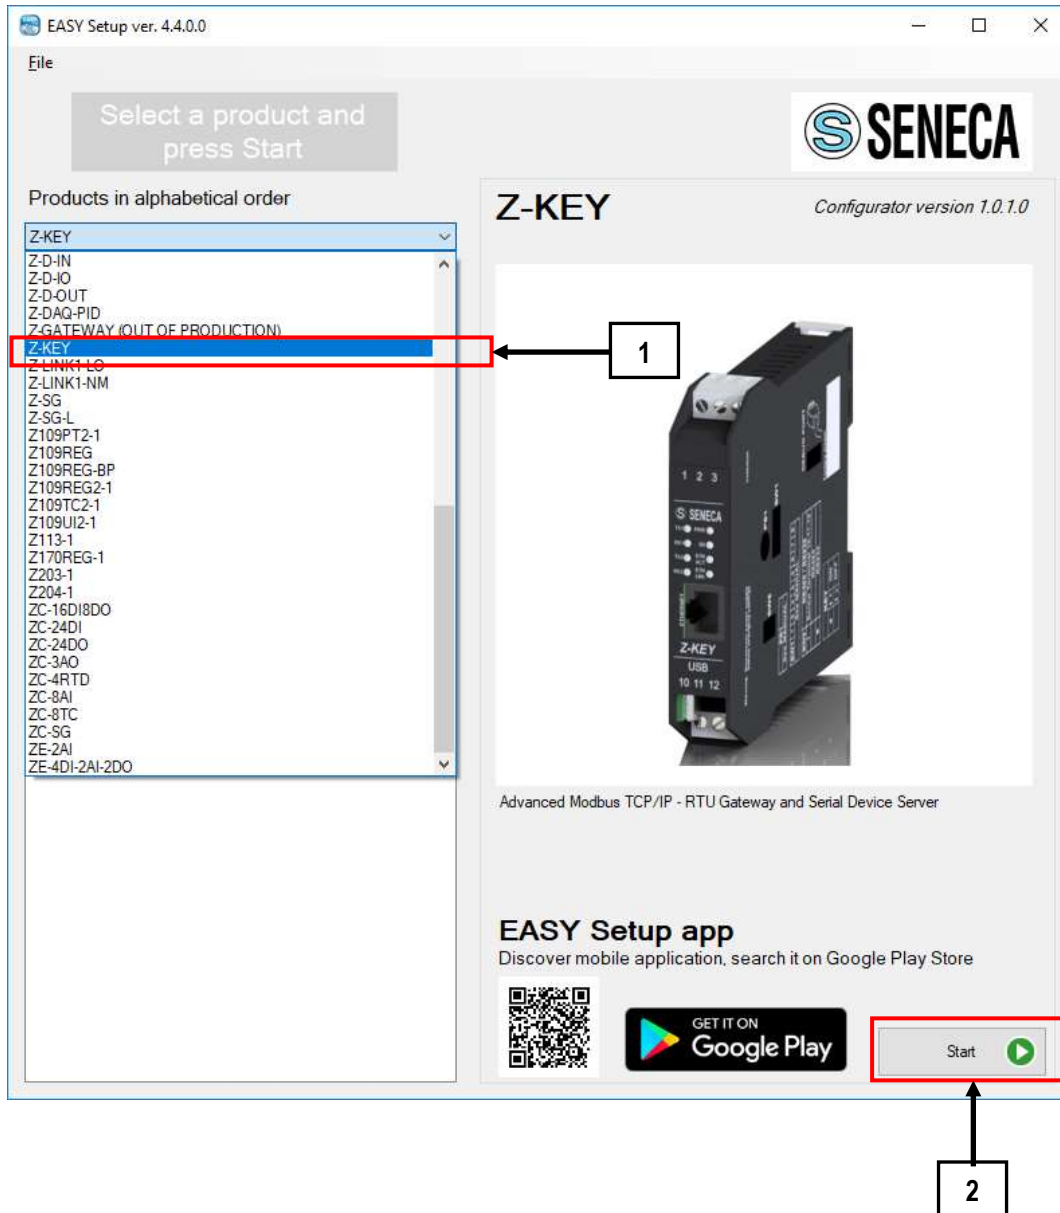 EASY Setup ver. 4.4.0.0
File
Select a product and
press Start
S SENECA
Products in alphabetical order
Z-KEY
Configurator version 1.0.1.0
Z-KEY
Z-D-IN
Z-D-IO
Z-D-OUT
Z-DAQ-PID
Z-GATEWAY (OUT OF PRODUCTION)
Z-KEY
1
Z-LINK1-LO
Z-LINK1-NM
Z-SG
Z-SG-L
Z109PT2-1
Z109REG
Z109REG-BP
Z109REG2-1
Z109TC2-1
Z109UI2-1
Z113-1
Z170REG-1
Z203-1
Z204-1
ZC-16DI8DO
ZC-24DI
ZC-24DO
ZC-3AO
ZC-4RTD
ZC-8AI
ZC-8TC
ZC-SG
ZE-2AI
ZE-4DI-2AI-2DO
1 2 3
S SENECA
Ethernet
Z-KEY
USB
10 11 12
Advanced Modbus TCP/IP - RTU Gateway and Serial Device Server
EASY Setup app
Discover mobile application, search it on Google Play Store
GET IT ON
Google Play
Start
2